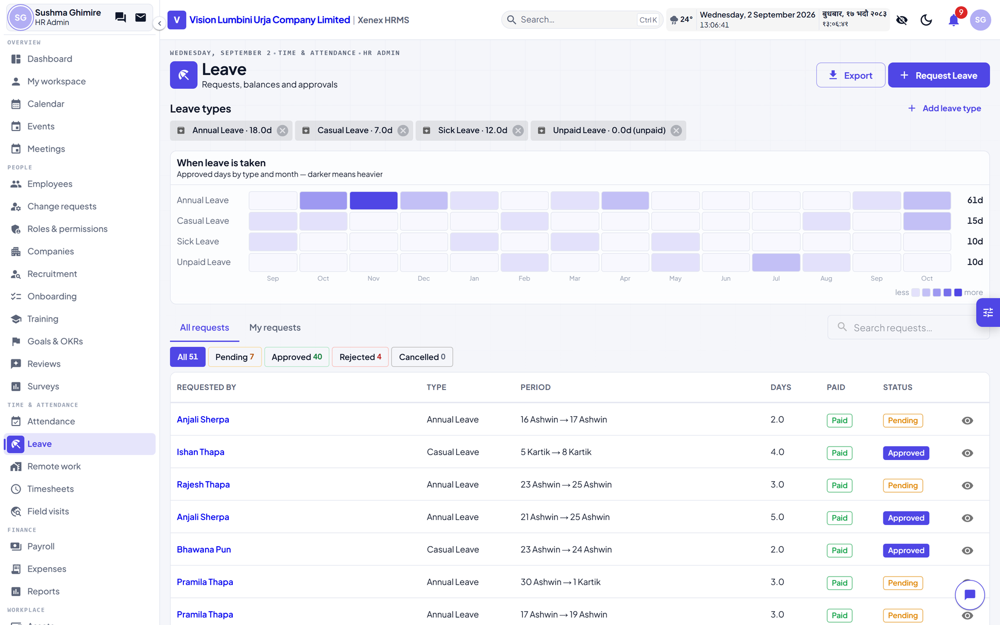 SG
Sushma Ghimire
HR Admin
V
Vision Lumbini Urja Company Limited | Xenex HRMS
Search...
Ctrl K
24°
Wednesday, 2 September 2026
13:06:41
बुधबार, १७ भदौ २०८३
१३:०६:४१
9
SG
OVERVIEW
Dashboard
My workspace
Calendar
Events
Meetings
PEOPLE
Employees
Change requests
Roles & permissions
Companies
Recruitment
Onboarding
Training
Goals & OKRs
Reviews
Surveys
TIME & ATTENDANCE
Attendance
Leave
Remote work
Timesheets
Field visits
FINANCE
Payroll
Expenses
Reports
WORKPLACE
WEDNESDAY, SEPTEMBER 2 • TIME & ATTENDANCE • HR ADMIN
Leave
Requests, balances and approvals
Export
Request Leave
Leave types
Add leave type
Annual Leave · 18.0d
Casual Leave · 7.0d
Sick Leave · 12.0d
Unpaid Leave · 0.0d (unpaid)
When leave is taken
Approved days by type and month — darker means heavier
Annual Leave 61d
Casual Leave 15d
Sick Leave 10d
Unpaid Leave 10d
Sep Oct Nov Dec Jan Feb Mar Apr May Jun Jul Aug Sep Oct
less more
All requests
My requests
Search requests...
All 51
Pending 7
Approved 40
Rejected 4
Cancelled 0
REQUESTED BY TYPE PERIOD DAYS PAID STATUS
Anjali Sherpa Annual Leave 16 Ashwin → 17 Ashwin 2.0 Paid Pending
Ishan Thapa Casual Leave 5 Kartik → 8 Kartik 4.0 Paid Approved
Rajesh Thapa Annual Leave 23 Ashwin → 25 Ashwin 3.0 Paid Pending
Anjali Sherpa Annual Leave 21 Ashwin → 25 Ashwin 5.0 Paid Approved
Bhawana Pun Casual Leave 23 Ashwin → 24 Ashwin 2.0 Paid Approved
Pramila Thapa Annual Leave 30 Ashwin → 1 Kartik 3.0 Paid Pending
Pramila Thapa Annual Leave 17 Ashwin → 19 Ashwin 3.0 Paid Pending